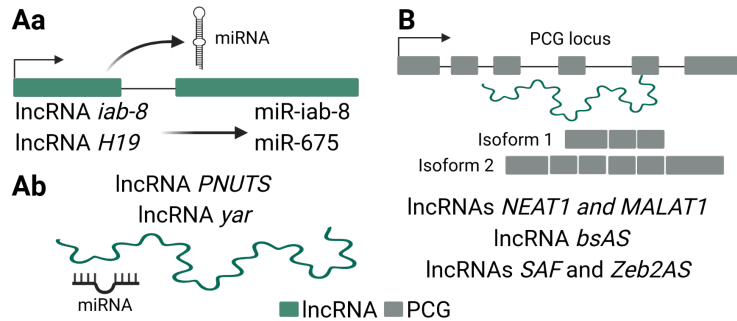 Aa
miRNA
lncRNA iab-8 miR-iab-8
lncRNA H19 miR-675
Ab
lncRNA PNUTS
lncRNA yar
miRNA
B
PCG locus
Isoform 1
Isoform 2
lncRNAs NEAT1 and MALAT1
lncRNA bsAS
lncRNAs SAF and Zeb2AS
lncRNA PCG